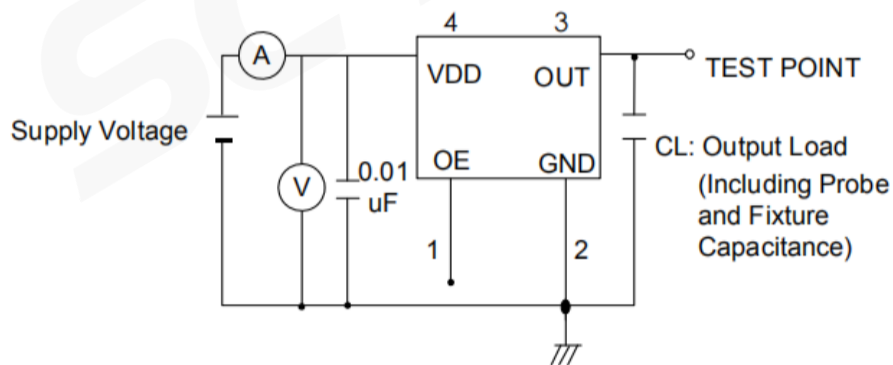 4 3
A
VDD OUT
TEST POINT
Supply Voltage
OE GND
V
0.01
uF
CL: Output Load
(Including Probe
and Fixture
Capacitance)
1 2